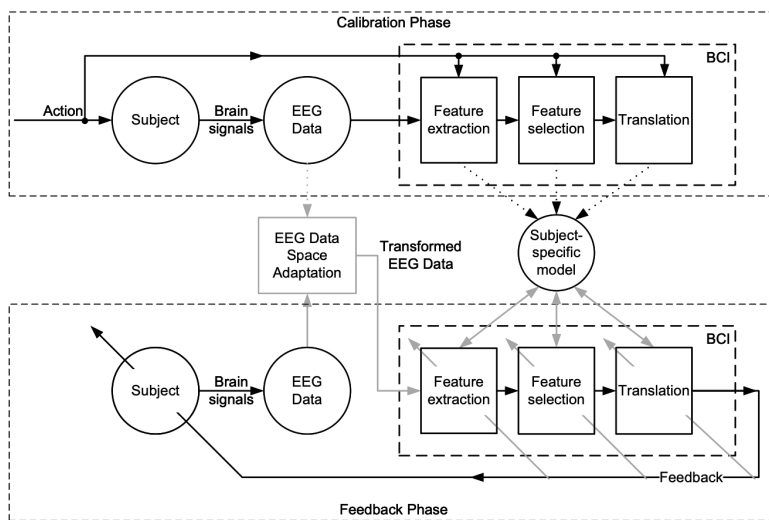 Calibration Phase
BCI
Action
Subject
Brain
signals
EEG
Data
Feature
extraction
Feature
selection
Translation
EEG Data
Space
Adaptation
Transformed
EEG Data
Subject-
specific
model
BCI
Subject
Brain
signals
EEG
Data
Feature
extraction
Feature
selection
Translation
Feedback
Feedback Phase